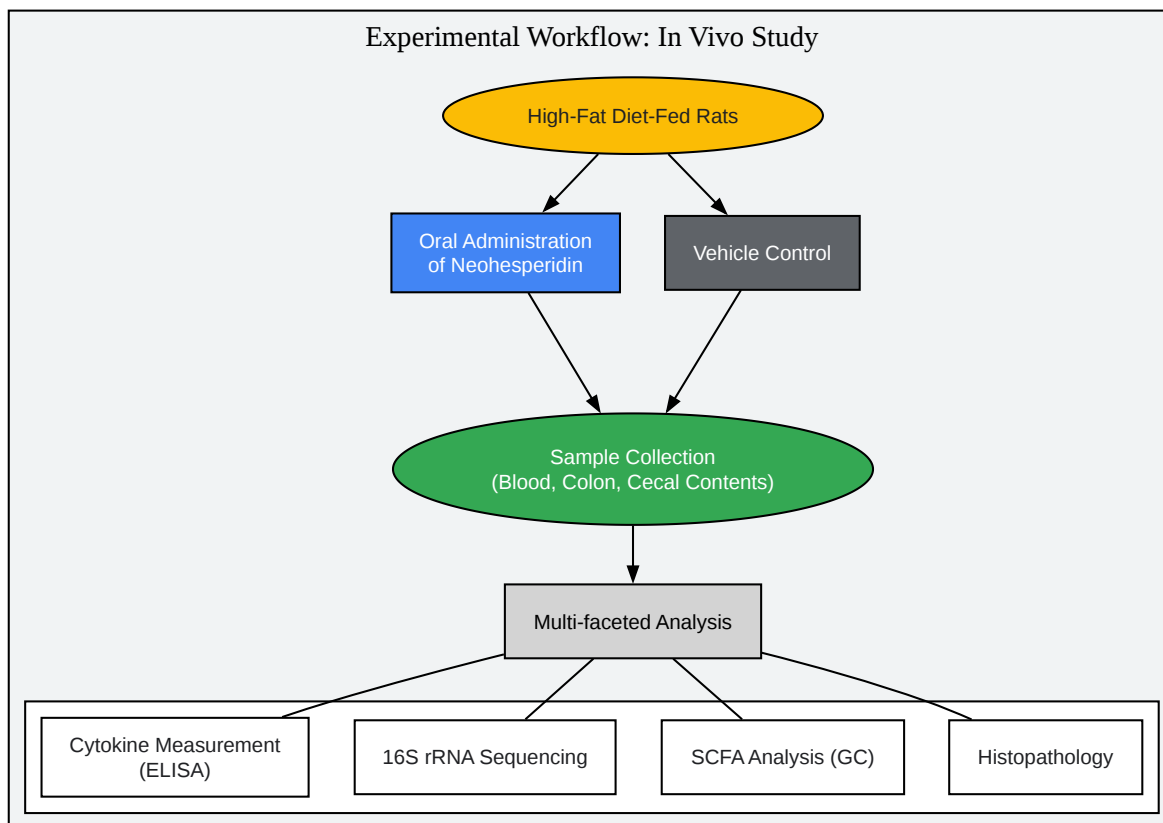 Experimental Workflow: In Vivo Study
High-Fat Diet-Fed Rats
Oral Administration
of Neohesperidin
Vehicle Control
Sample Collection
(Blood, Colon, Cecal Contents)
Multi-faceted Analysis
Cytokine Measurement
(ELISA)
16S rRNA Sequencing
SCFA Analysis (GC)
Histopathology